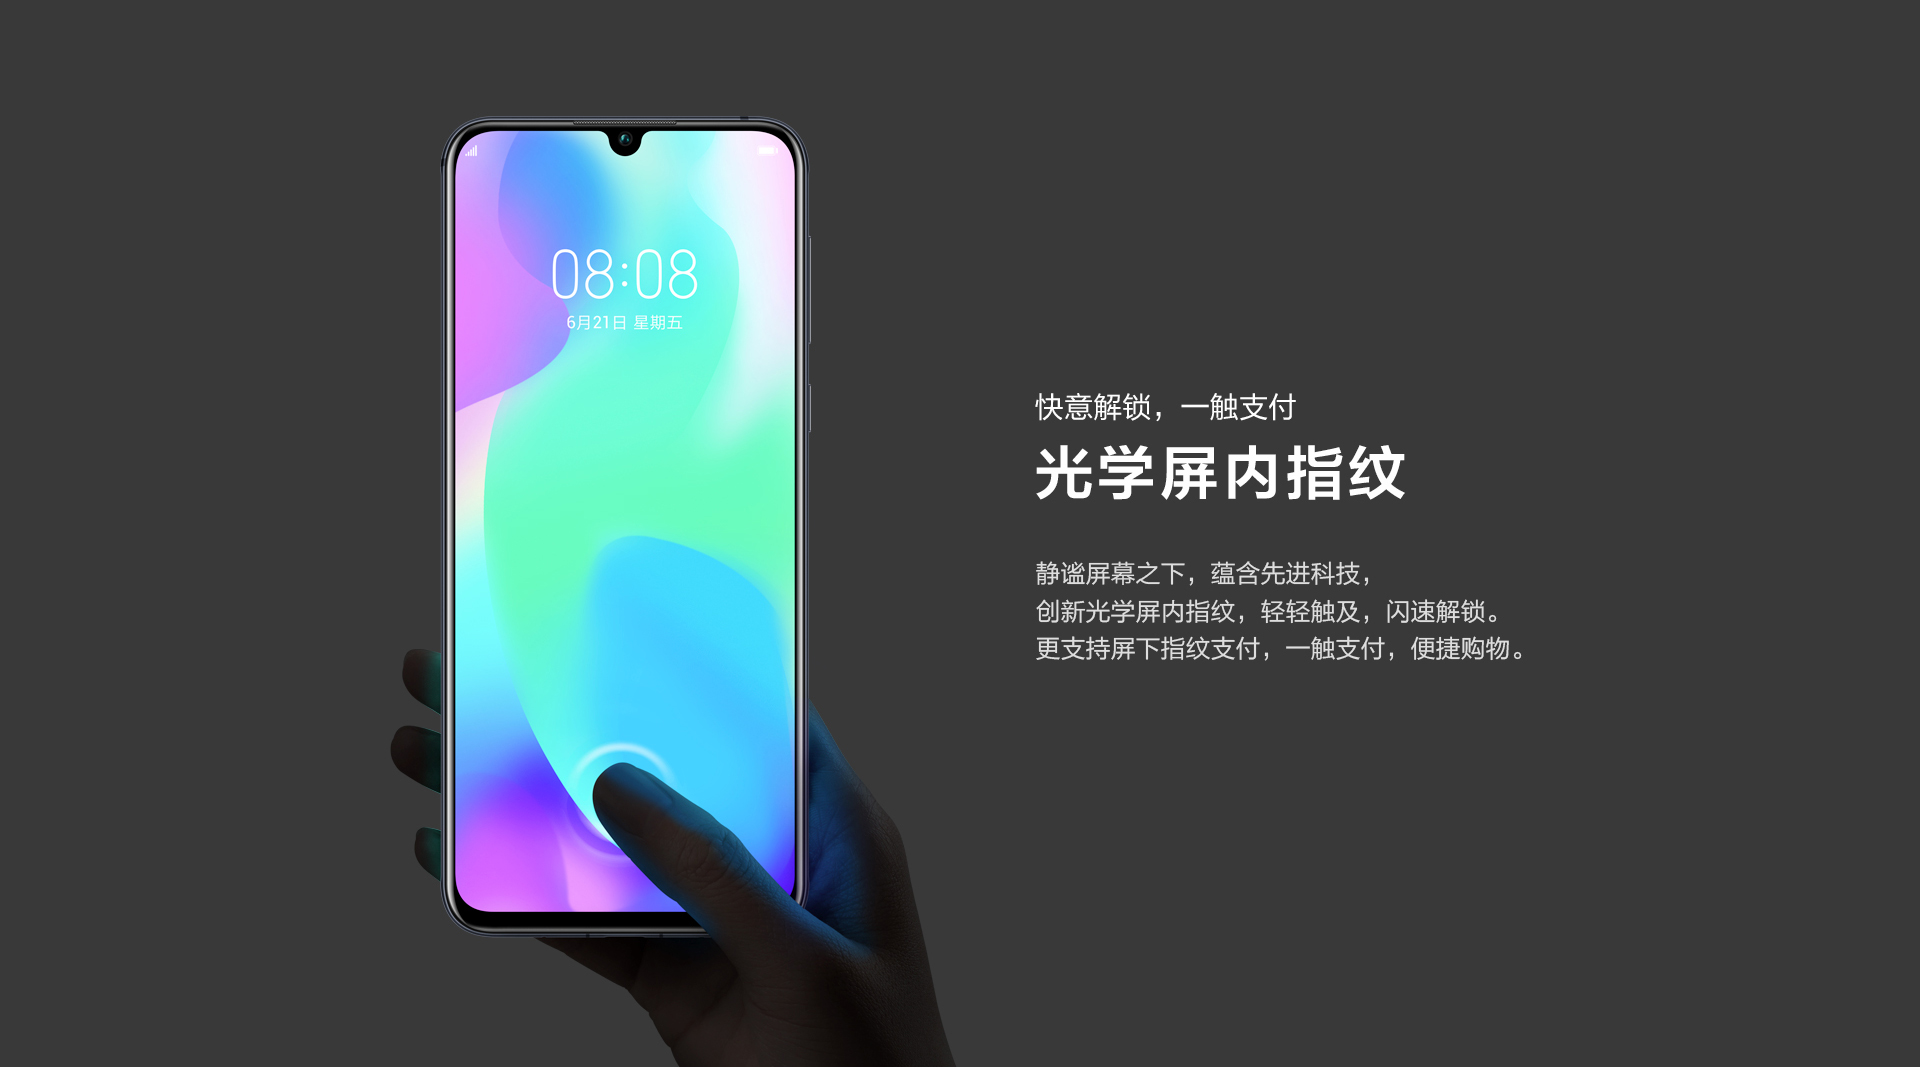 08:08
6月21日 星期五
快意解锁，一触支付
光学屏内指纹
静谧屏幕之下，蕴含先进科技，
创新光学屏内指纹，轻轻触及，闪速解锁。
更支持屏下指纹支付，一触支付，便捷购物。